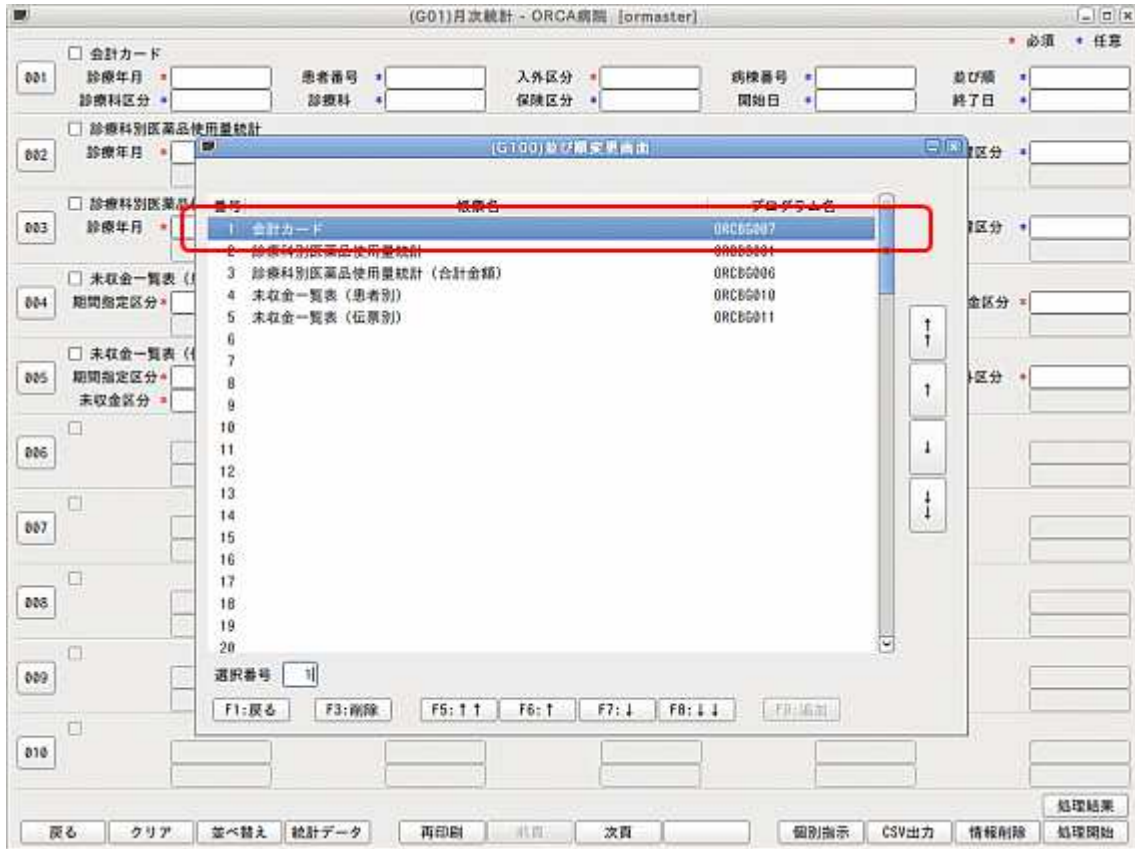 (G01)月次統計 - ORCA病院 [ormaster]
* 必須 * 任意
001 会計カード
診療年月 * 患者番号 * 入外区分 * 病棟番号 * 並び順 *
診療科区分 * 診療科 * 保険区分 * 開始日 * 終了日 *
002 診療科別医薬品使用量統計
診療年月 * 区分 *
(G100)並び順変更画面
003 診療科別医薬品
診療年月 * 区分 *
004 未収金一覧表
期間指定区分* 金区分 *
005 未収金一覧表
期間指定区分* 区分 *
未収金区分 *
006
007
008
009
010
番号 帳票名 プログラム名
1 会計カード ORCBG007
2 診療科別医薬品使用量統計
3 診療科別医薬品使用量統計(合計金額) ORCBG006
4 未収金一覧表(患者別) ORCBG010
5 未収金一覧表(伝票別) ORCBG011
6
7
8
9
10
11
12
13
14
15
16
17
18
19
20
↑↑
↑
↓
↓↓
選択番号 1
F1:戻る F3:削除 F5:↑↑ F6:↑ F7:↓ F8:↓↓ F9:追加
処理結果
戻る クリア 並べ替え 統計データ 再印刷 前頁 次頁 個別指示 CSV出力 情報削除 処理開始